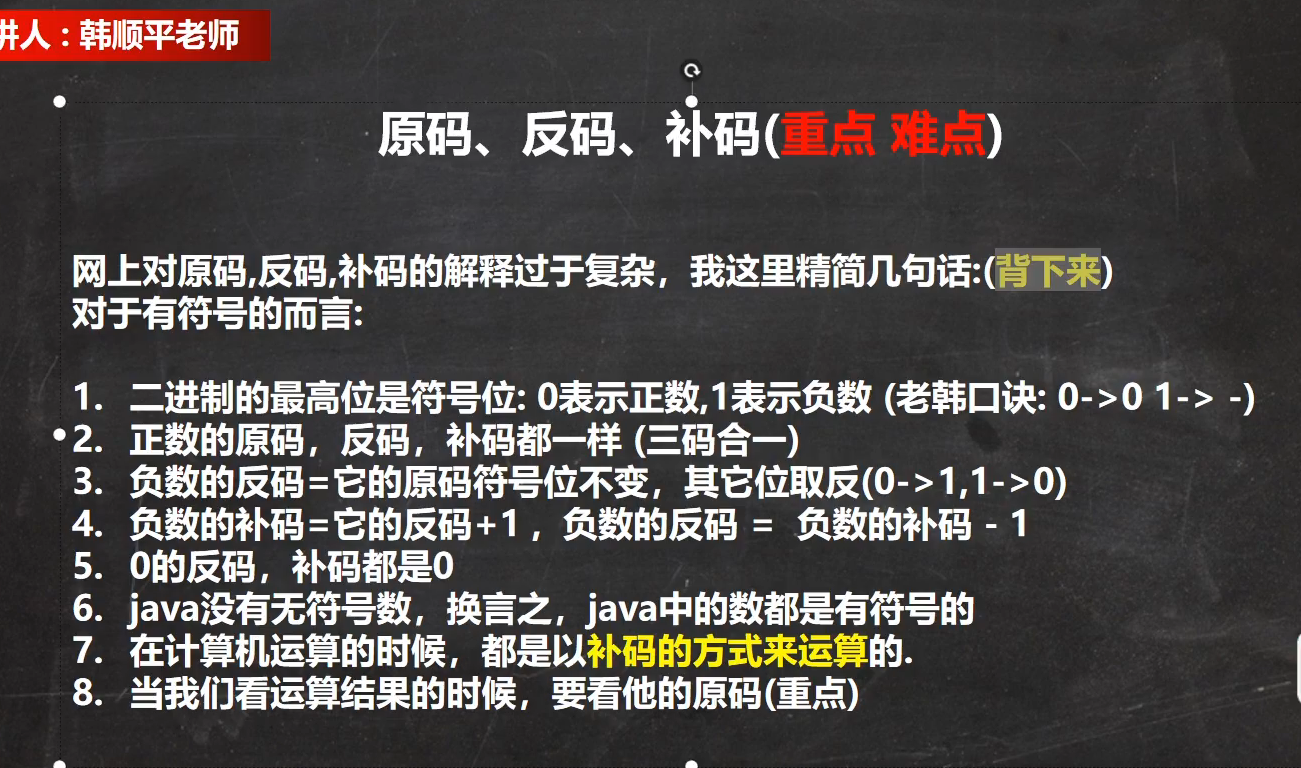 讲人：韩顺平老师
原码、反码、补码(重点 难点)
网上对原码,反码,补码的解释过于复杂，我这里精简几句话:(背下来)
对于有符号的而言:
1. 二进制的最高位是符号位: 0表示正数,1表示负数 (老韩口诀: 0->0 1-> -)
2. 正数的原码，反码，补码都一样 (三码合一)
3. 负数的反码=它的原码符号位不变，其它位取反(0->1,1->0)
4. 负数的补码=它的反码+1 ，负数的反码 = 负数的补码 - 1
5. 0的反码，补码都是0
6. java没有无符号数，换言之，java中的数都是有符号的
7. 在计算机运算的时候，都是以补码的方式来运算的.
8. 当我们看运算结果的时候，要看他的原码(重点)